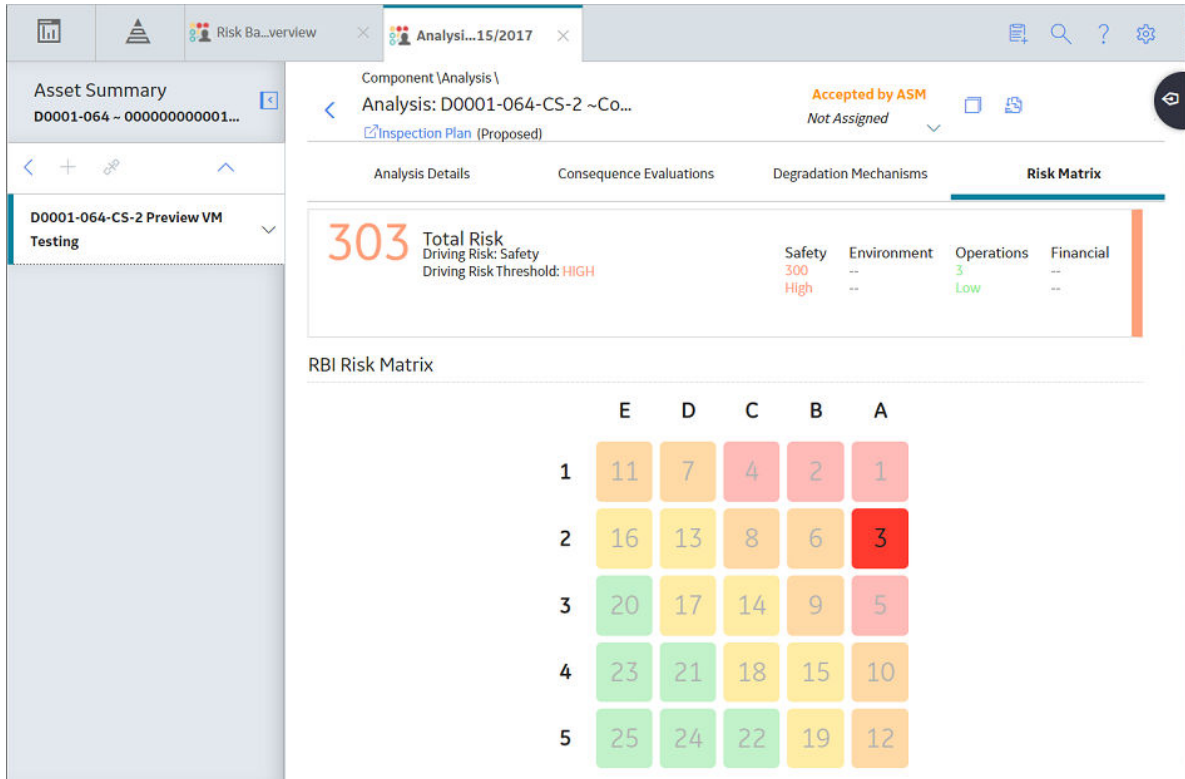 Risk Ba...verview
Analysi...15/2017
Asset Summary
D0001-064 ~ 000000000001...
D0001-064-CS-2 Preview VM
Testing
Component \Analysis \
Analysis: D0001-064-CS-2 ~Co...
Inspection Plan (Proposed)
Accepted by ASM
Not Assigned
Analysis Details Consequence Evaluations Degradation Mechanisms Risk Matrix
303 Total Risk
Driving Risk: Safety
Driving Risk Threshold: HIGH
Safety Environment Operations Financial
300 -- 3 --
High -- Low --
RBI Risk Matrix
E D C B A
1 11 7 4 2 1
2 16 13 8 6 3
3 20 17 14 9 5
4 23 21 18 15 10
5 25 24 22 19 12